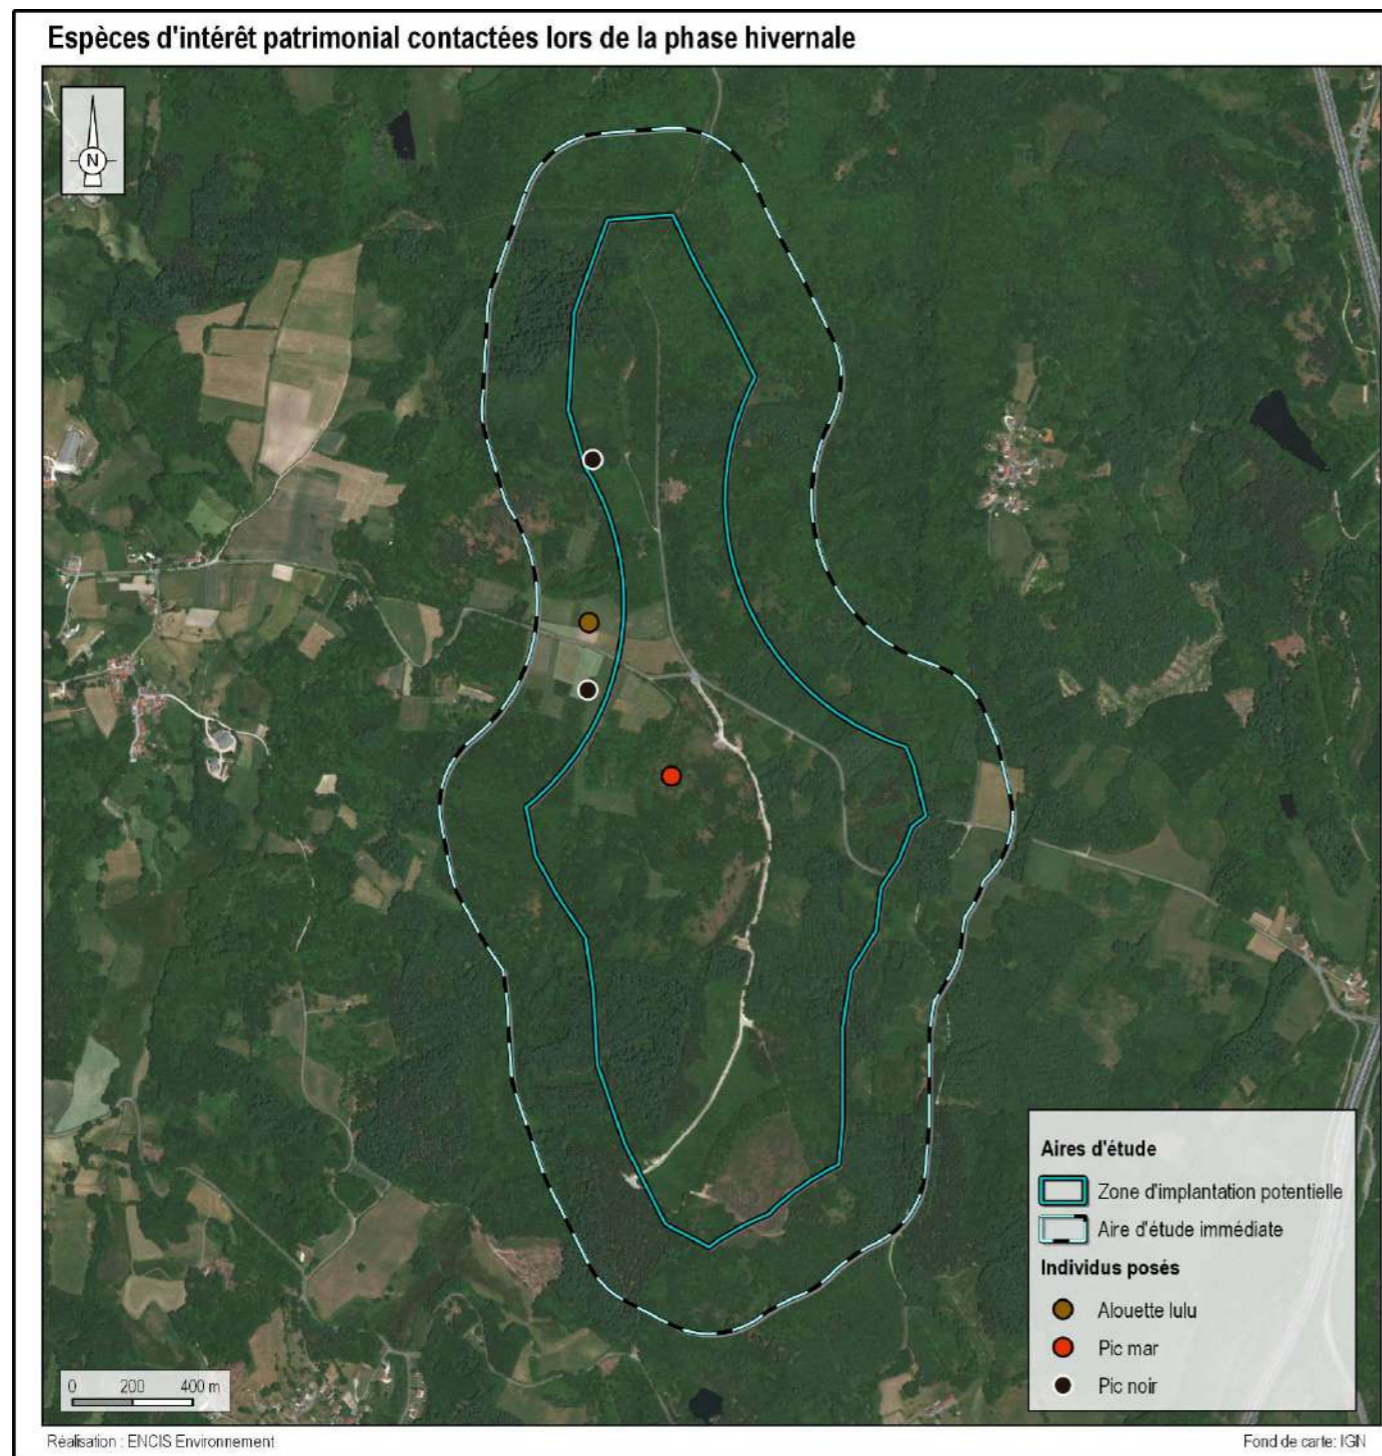 Espèces d'intérêt patrimonial contactées lors de la phase hivernale
N
Aires d'étude
Zone d'implantation potentielle
Aire d'étude immédiate
Individus posés
Alouette lulu
Pic mar
Pic noir
0 200 400 m
Réalisation : ENCIS Environnement
Fond de carte: IGN